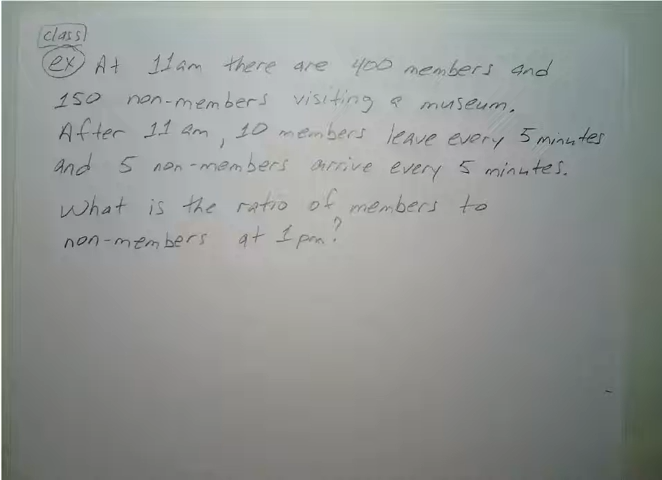 class
ex At 11am there are 400 members and
150 non-members visiting a museum.
After 11 am, 10 members leave every 5 minutes
and 5 non-members arrive every 5 minutes.
What is the ratio of members to
non-members at 1pm?